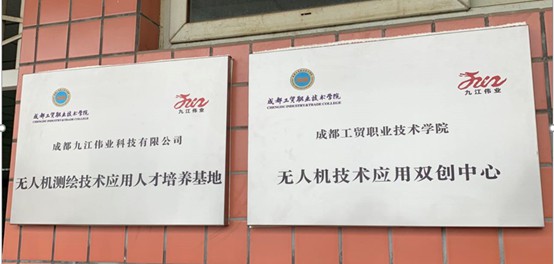 成都工贸职业技术学院
CHENGDU INDUSTRY&TRADE COLLEGE
九江伟业
成都九江伟业科技有限公司
无人机测绘技术应用人才培养基地
成都工贸职业技术学院
CHENGDU INDUSTRY&TRADE COLLEGE
九江伟业
成都工贸职业技术学院
无人机技术应用双创中心